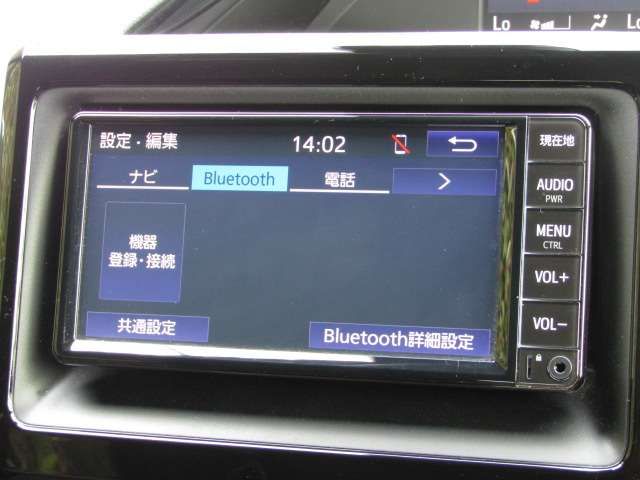 Lo
Lo
設定・編集 14:02
現在地
ナビ Bluetooth 電話 >
AUDIO
PWR
機器
登録・接続
MENU
CTRL
VOL+
共通設定 Bluetooth詳細設定
VOL−